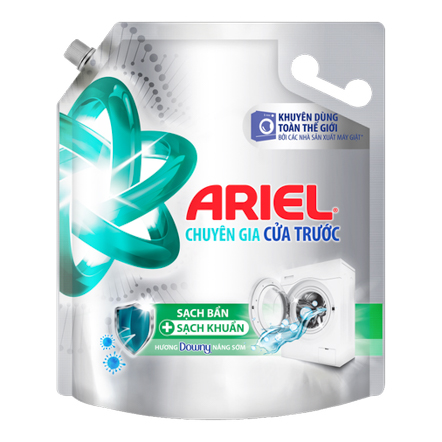 KHUYÊN DÙNG
TOÀN THẾ GIỚI
BỞI CÁC NHÀ SẢN XUẤT MÁY GIẶT*
ARIEL
CHUYÊN GIA CỬA TRƯỚC
SẠCH BẨN
+ SẠCH KHUẨN
HƯƠNG Downy NẮNG SỚM